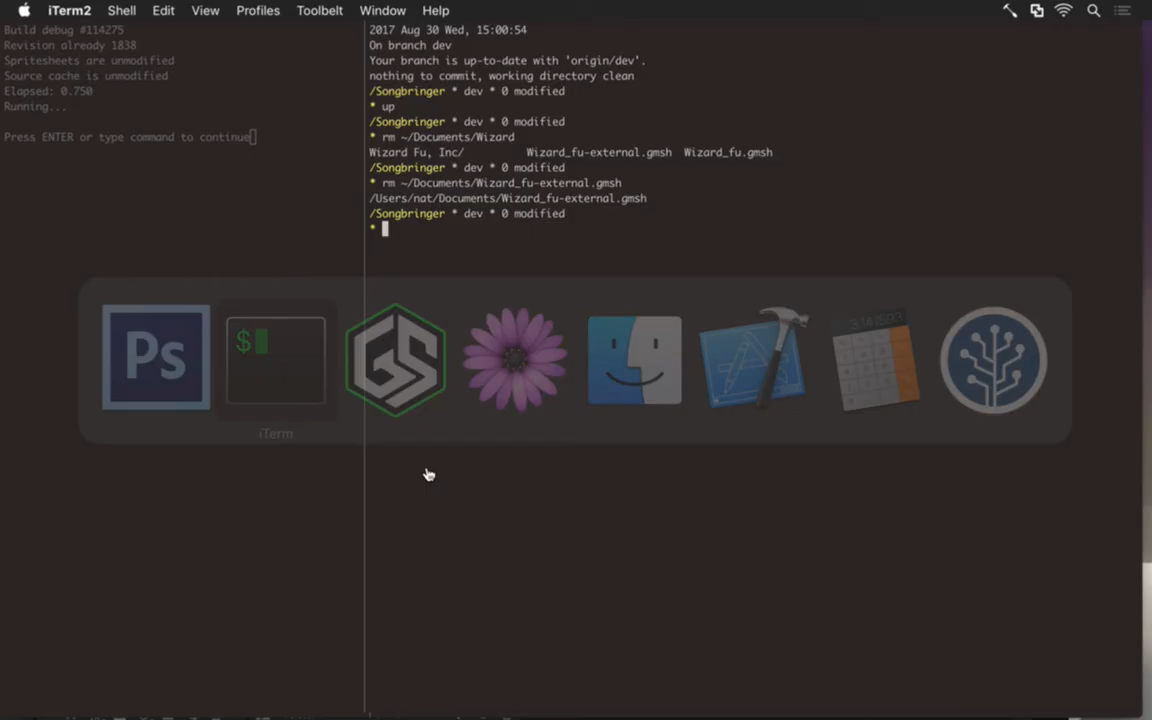 iTerm2 Shell Edit View Profiles Toolbelt Window Help
Build debug #114275
Revision already 1838
Spritesheets are unmodified
Source cache is unmodified
Elapsed: 0.750
Running...
Press ENTER or type command to continue
2017 Aug 30 Wed, 15:00:54
On branch dev
Your branch is up-to-date with 'origin/dev'.
nothing to commit, working directory clean
/Songbringer * dev * 0 modified
* up
/Songbringer * dev * 0 modified
* rm ~/Documents/Wizard
Wizard Fu, Inc/ Wizard_fu-external.gmsh Wizard_fu.gmsh
/Songbringer * dev * 0 modified
* rm ~/Documents/Wizard_fu-external.gmsh
/Users/nat/Documents/Wizard_fu-external.gmsh
/Songbringer * dev * 0 modified
*
Ps
$
GS
3.141593
iTerm